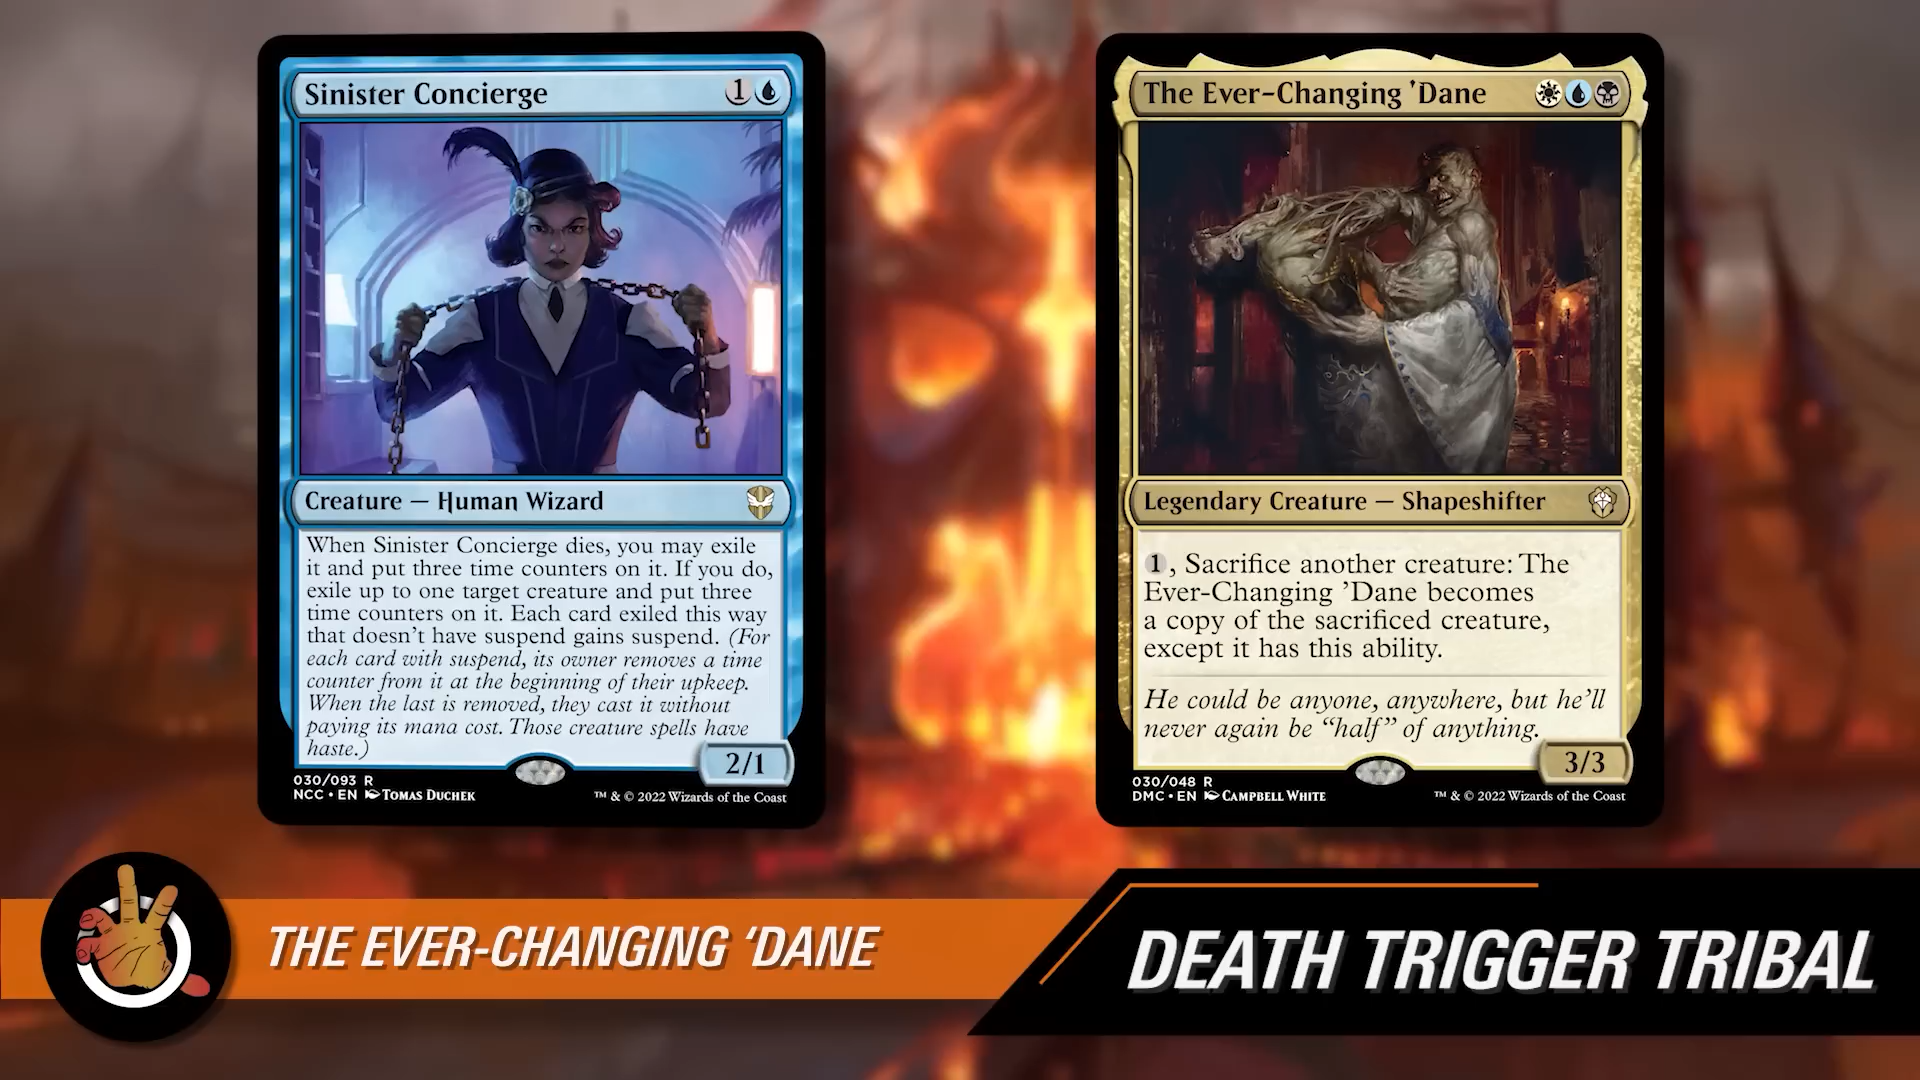 Sinister Concierge 1
Creature — Human Wizard
When Sinister Concierge dies, you may exile
it and put three time counters on it. If you do,
exile up to one target creature and put three
time counters on it. Each card exiled this way
that doesn't have suspend gains suspend. (For
each card with suspend, its owner removes a time
counter from it at the beginning of their upkeep.
When the last is removed, they cast it without
paying its mana cost. Those creature spells have
haste.)
2/1
030/093 R
NCC • EN TOMAS DUCHEK
™ & © 2022 Wizards of the Coast
The Ever-Changing 'Dane
Legendary Creature — Shapeshifter
1, Sacrifice another creature: The
Ever-Changing 'Dane becomes
a copy of the sacrificed creature,
except it has this ability.
He could be anyone, anywhere, but he'll
never again be “half” of anything.
3/3
030/048 R
DMC • EN CAMPBELL WHITE
™ & © 2022 Wizards of the Coast
THE EVER-CHANGING ‘DANE
DEATH TRIGGER TRIBAL